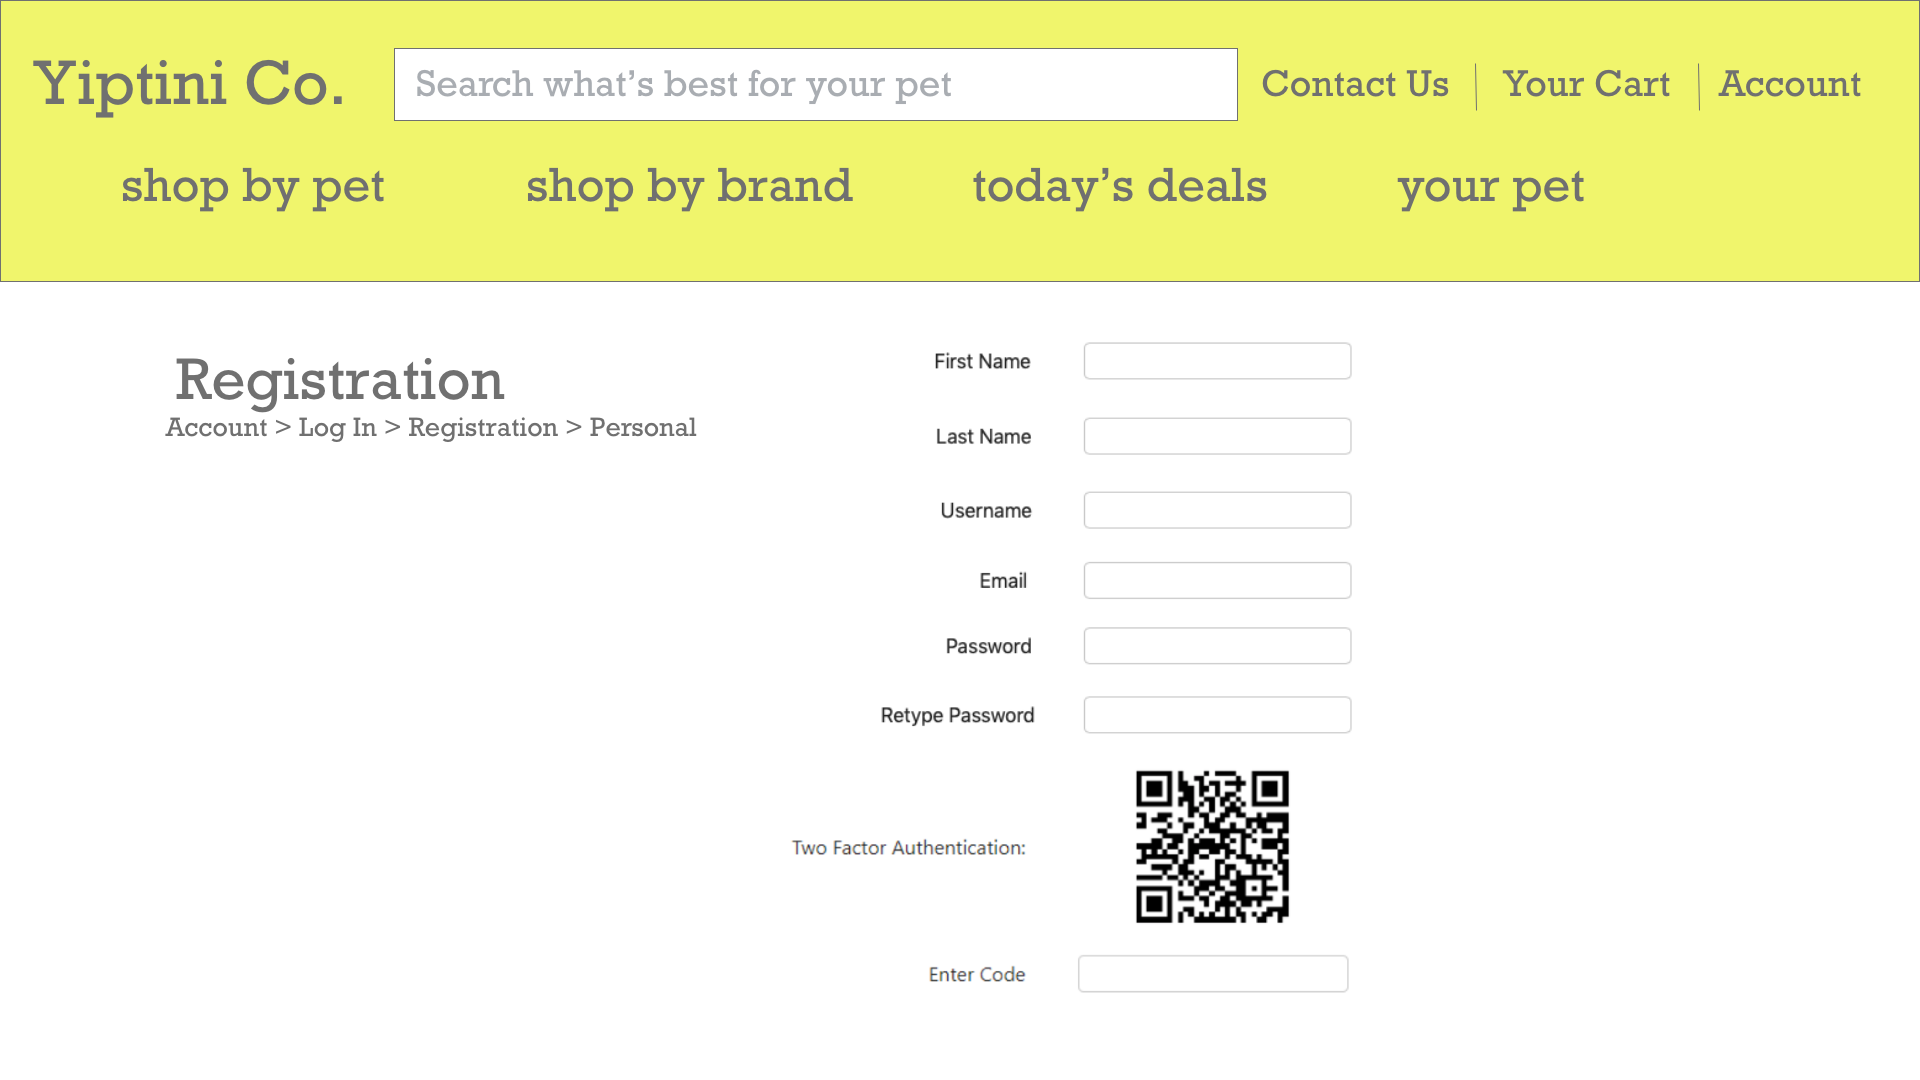 Yiptini Co.
Search what's best for your pet
Contact Us
Your Cart
Account
shop by pet
shop by brand
today's deals
your pet
Registration
Account > Log In > Registration > Personal
First Name
Last Name
Username
Email
Password
Retype Password
Two Factor Authentication:
Enter Code